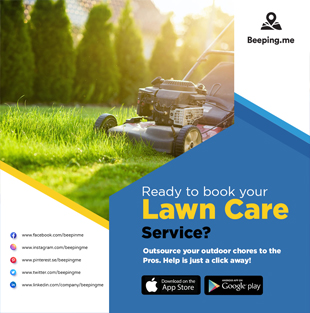 Beeping.me
Ready to book your
Lawn Care
Service?
Outsource your outdoor chores to the
Pros. Help is just a click away!
www.facebook.com/beepinme
www.instagram.com/beepingme
www.pinterest.se/beepingme
www.twitter.com/beepingme
www.linkedin.com/company/beepingme
Download on the
App Store
ANDROID APP ON
Google play